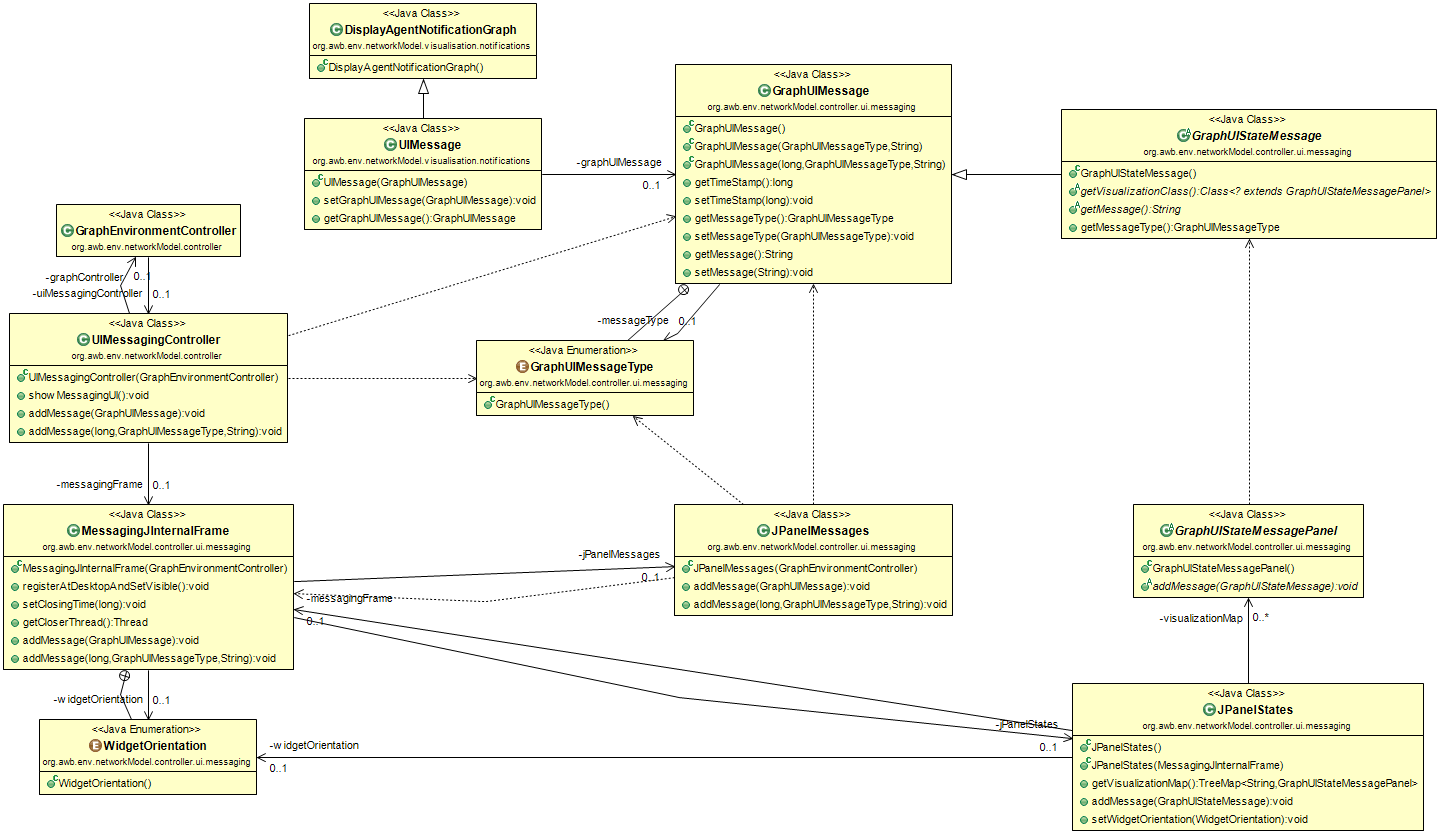 <<Java Class>>
DisplayAgentNotificationGraph
org.awb.env.networkModel.visualisation.notifications
DisplayAgentNotificationGraph()
<<Java Class>>
UIMessage
org.awb.env.networkModel.visualisation.notifications
UIMessage(GraphUIMessage)
setGraphUIMessage(GraphUIMessage):void
getGraphUIMessage():GraphUIMessage
-graphUIMessage
0..1
<<Java Class>>
GraphUIMessage
org.awb.env.networkModel.controller.ui.messaging
GraphUIMessage()
GraphUIMessage(GraphUIMessageType,String)
GraphUIMessage(long,GraphUIMessageType,String)
getTimeStamp():long
setTimeStamp(long):void
getMessageType():GraphUIMessageType
setMessageType(GraphUIMessageType):void
getMessage():String
setMessage(String):void
<<Java Class>>
GraphUIStateMessage
org.awb.env.networkModel.controller.ui.messaging
GraphUIStateMessage()
getVisualizationClass():Class<? extends GraphUIStateMessagePanel>
getMessage():String
getMessageType():GraphUIMessageType
<<Java Class>>
GraphEnvironmentController
org.awb.env.networkModel.controller
-graphController
0..1
-uiMessagingController
0..1
<<Java Class>>
UIMessagingController
org.awb.env.networkModel.controller
UIMessagingController(GraphEnvironmentController)
showMessagingUI():void
addMessage(GraphUIMessage):void
addMessage(long,GraphUIMessageType,String):void
-messageType
0..1
<<Java Enumeration>>
GraphUIMessageType
org.awb.env.networkModel.controller.ui.messaging
GraphUIMessageType()
-messagingFrame
0..1
<<Java Class>>
MessagingJInternalFrame
org.awb.env.networkModel.controller.ui.messaging
MessagingJInternalFrame(GraphEnvironmentController)
registerAtDesktopAndSetVisible():void
setClosingTime(long):void
getCloserThread():Thread
addMessage(GraphUIMessage):void
addMessage(long,GraphUIMessageType,String):void
-jPanelMessages
0..1
-messagingFrame
0..1
<<Java Class>>
JPanelMessages
org.awb.env.networkModel.controller.ui.messaging
JPanelMessages(GraphEnvironmentController)
addMessage(GraphUIMessage):void
addMessage(long,GraphUIMessageType,String):void
<<Java Class>>
GraphUIStateMessagePanel
org.awb.env.networkModel.controller.ui.messaging
GraphUIStateMessagePanel()
addMessage(GraphUIStateMessage):void
-visualizationMap
0..*
-widgetOrientation
0..1
<<Java Enumeration>>
WidgetOrientation
org.awb.env.networkModel.controller.ui.messaging
WidgetOrientation()
-widgetOrientation
0..1
-jPanelStates
0..1
<<Java Class>>
JPanelStates
org.awb.env.networkModel.controller.ui.messaging
JPanelStates()
JPanelStates(MessagingJInternalFrame)
getVisualizationMap():TreeMap<String,GraphUIStateMessagePanel>
addMessage(GraphUIStateMessage):void
setWidgetOrientation(WidgetOrientation):void